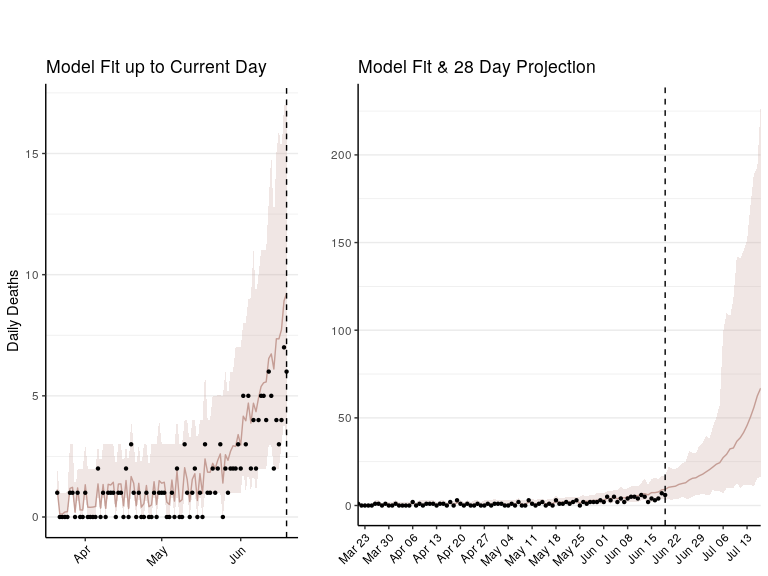 Model Fit up to Current Day
Model Fit & 28 Day Projection
Daily Deaths
15
10
5
0
Apr
May
Jun
200
150
100
50
0
Mar 23
Mar 30
Apr 06
Apr 13
Apr 20
Apr 27
May 04
May 11
May 18
May 25
Jun 01
Jun 08
Jun 15
Jun 22
Jun 29
Jul 06
Jul 13